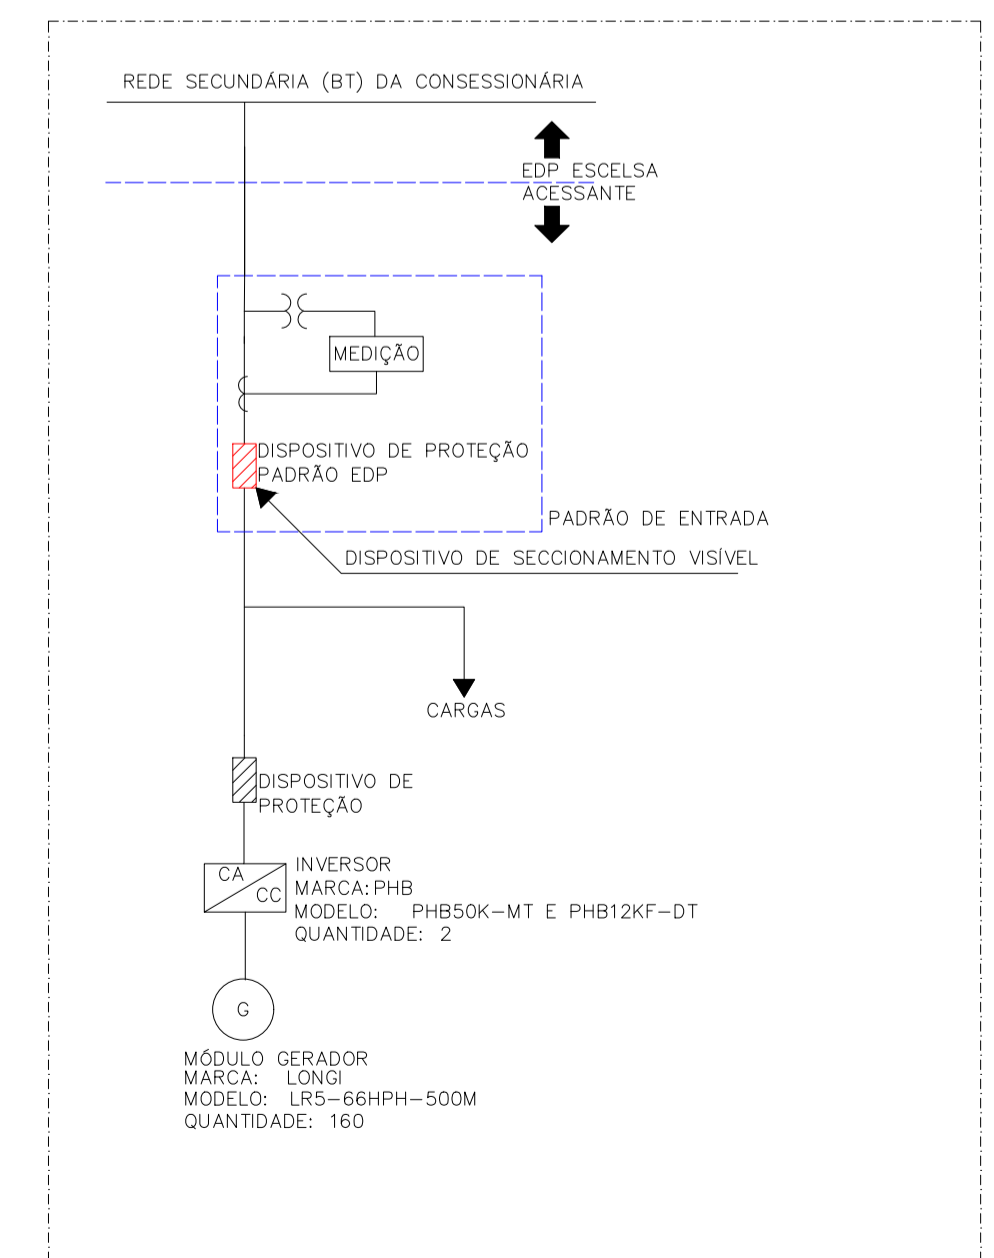 REDE SECUNDÁRIA (BT) DA CONSESSIONÁRIA
EDP ESCELSA
ACESSANTE
MEDIÇÃO
DISPOSITIVO DE PROTEÇÃO
PADRÃO EDP
PADRÃO DE ENTRADA
DISPOSITIVO DE SECCIONAMENTO VISÍVEL
CARGAS
DISPOSITIVO DE
PROTEÇÃO
CA
CC
INVERSOR
MARCA: PHB
MODELO: PHB50K-MT E PHB12KF-DT
QUANTIDADE: 2
G
MÓDULO GERADOR
MARCA: LONGI
MODELO: LR5-66HPH-500M
QUANTIDADE: 160